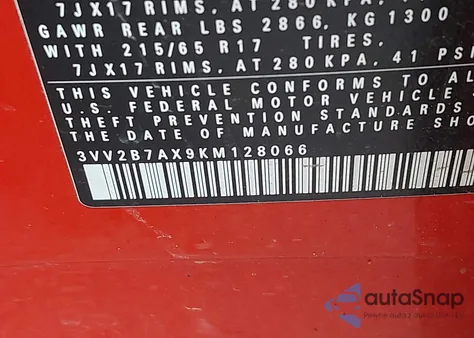 7JX17 RIMS, AT 280 KPA,
GAWR REAR LBS 2866, KG 1300
WITH 215/65 R17 TIRES,
7JX17 RIMS, AT 280 KPA, 41 PS
THIS VEHICLE CONFORMS TO AL
U.S. FEDERAL MOTOR VEHICLE
THEFT PREVENTION STANDARDS
THE DATE OF MANUFACTURE SHO
3VV2B7AX9KM128066
autoSnap